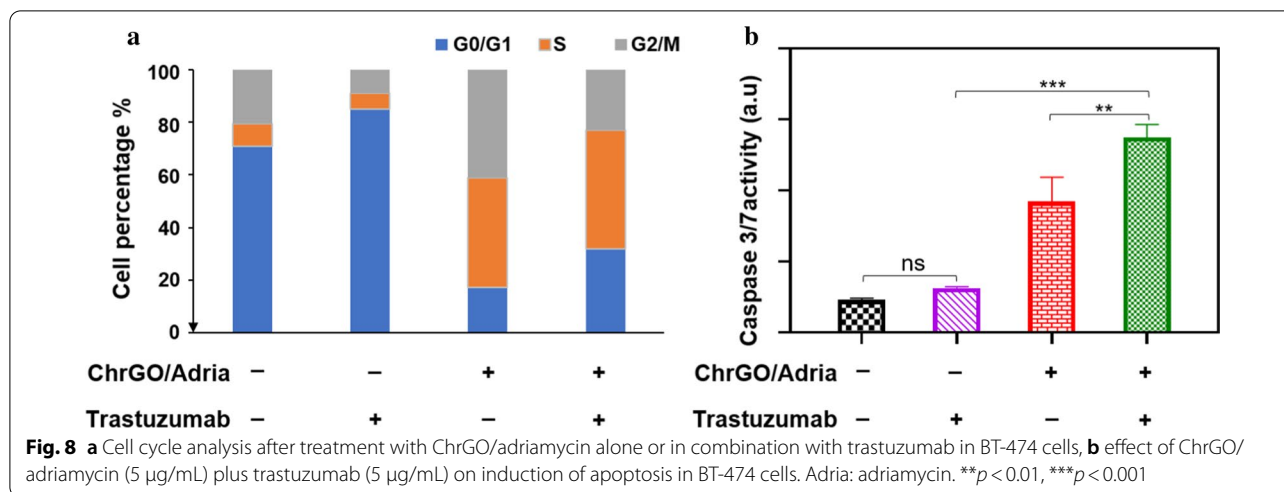 a
G0/G1 S G2/M
Cell percentage %
100
80
60
40
20
0
ChrGO/Adria – – + +
Trastuzumab – + – +
b
Caspase 3/7activity (a.u)
***
**
ns
ChrGO/Adria – – + +
Trastuzumab – + – +
Fig. 8 a Cell cycle analysis after treatment with ChrGO/adriamycin alone or in combination with trastuzumab in BT-474 cells, b effect of ChrGO/
adriamycin (5 µg/mL) plus trastuzumab (5 µg/mL) on induction of apoptosis in BT-474 cells. Adria: adriamycin. **p < 0.01, ***p < 0.001